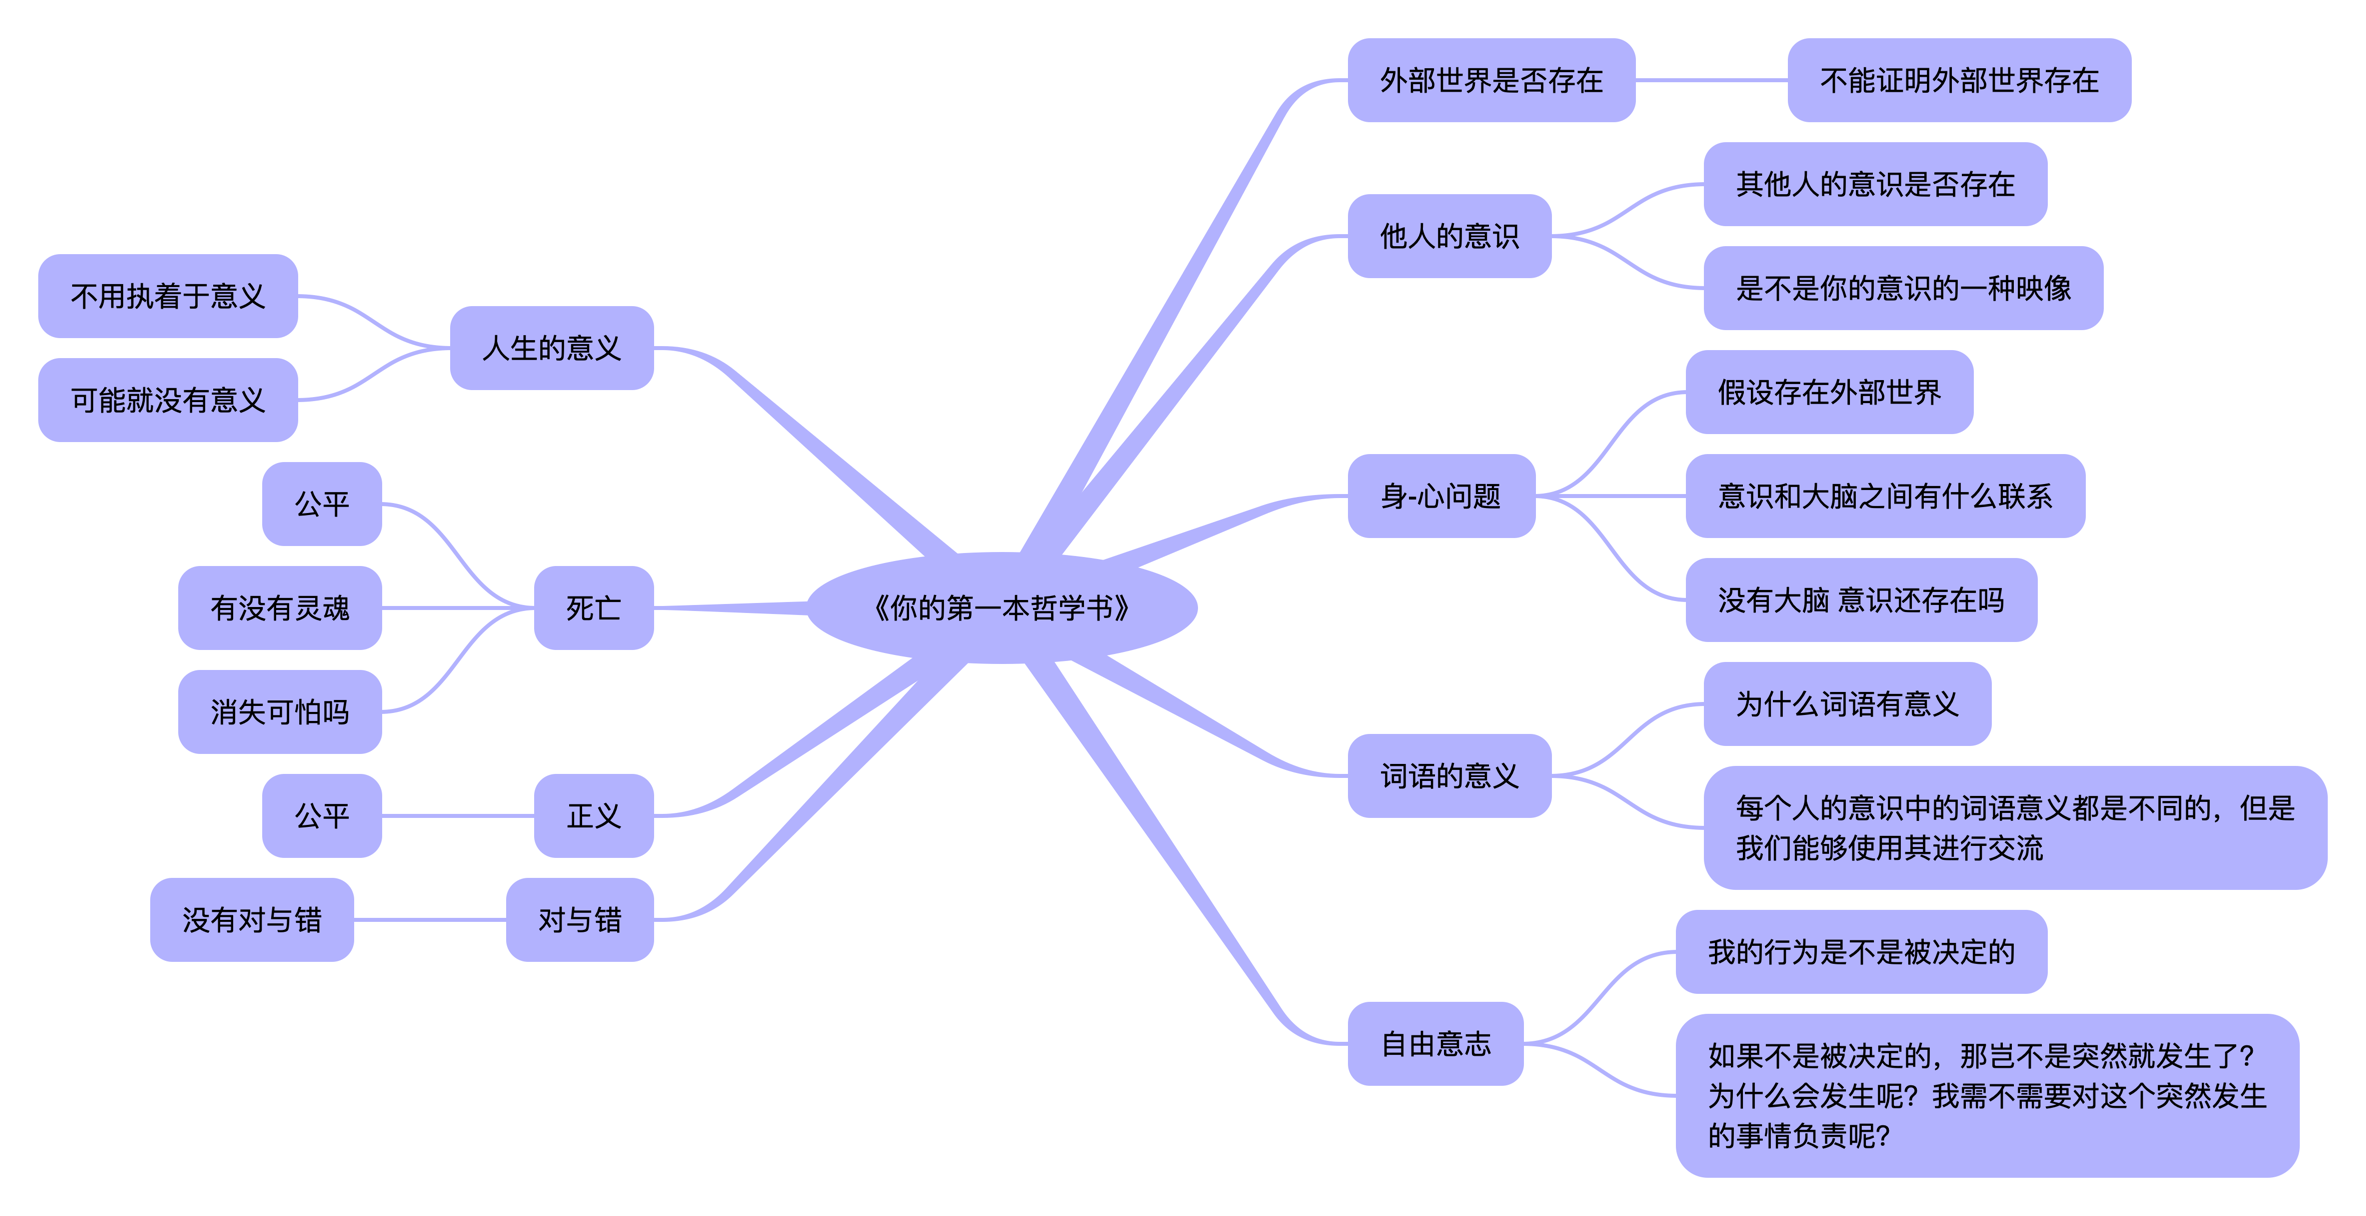 《你的第一本哲学书》
外部世界是否存在
不能证明外部世界存在
他人的意识
其他人的意识是否存在
是不是你的意识的一种映像
身-心问题
假设存在外部世界
意识和大脑之间有什么联系
没有大脑 意识还存在吗
词语的意义
为什么词语有意义
每个人的意识中的词语意义都是不同的，但是
我们能够使用其进行交流
自由意志
我的行为是不是被决定的
如果不是被决定的，那岂不是突然就发生了？
为什么会发生呢？我需不需要对这个突然发生
的事情负责呢？
人生的意义
不用执着于意义
可能就没有意义
死亡
公平
有没有灵魂
消失可怕吗
正义
公平
对与错
没有对与错